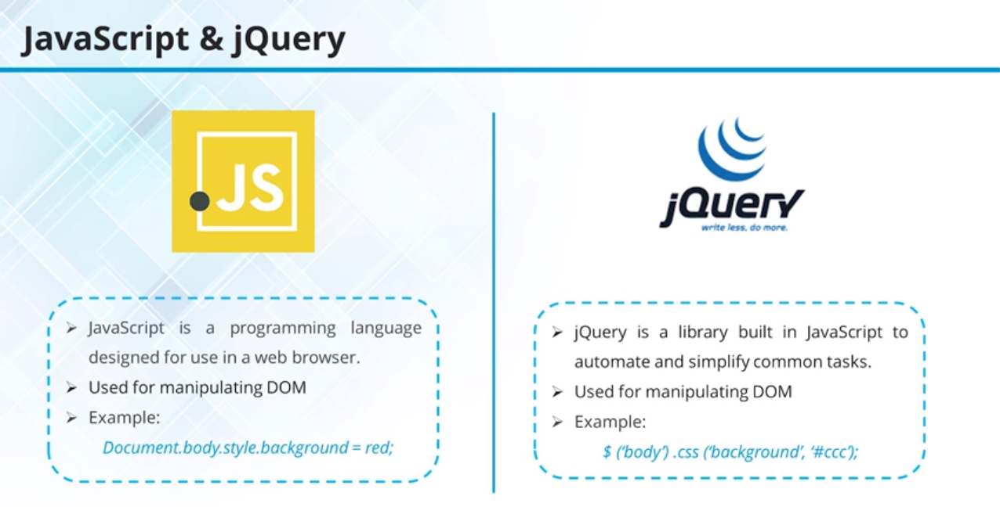 JavaScript & jQuery
JS
➢ JavaScript is a programming language
designed for use in a web browser.
➢ Used for manipulating DOM
➢ Example:
Document.body.style.background = red;
jQuery
write less, do more.
➢ jQuery is a library built in JavaScript to
automate and simplify common tasks.
➢ Used for manipulating DOM
➢ Example:
$ (‘body’) .css (‘background’, ‘#ccc’);